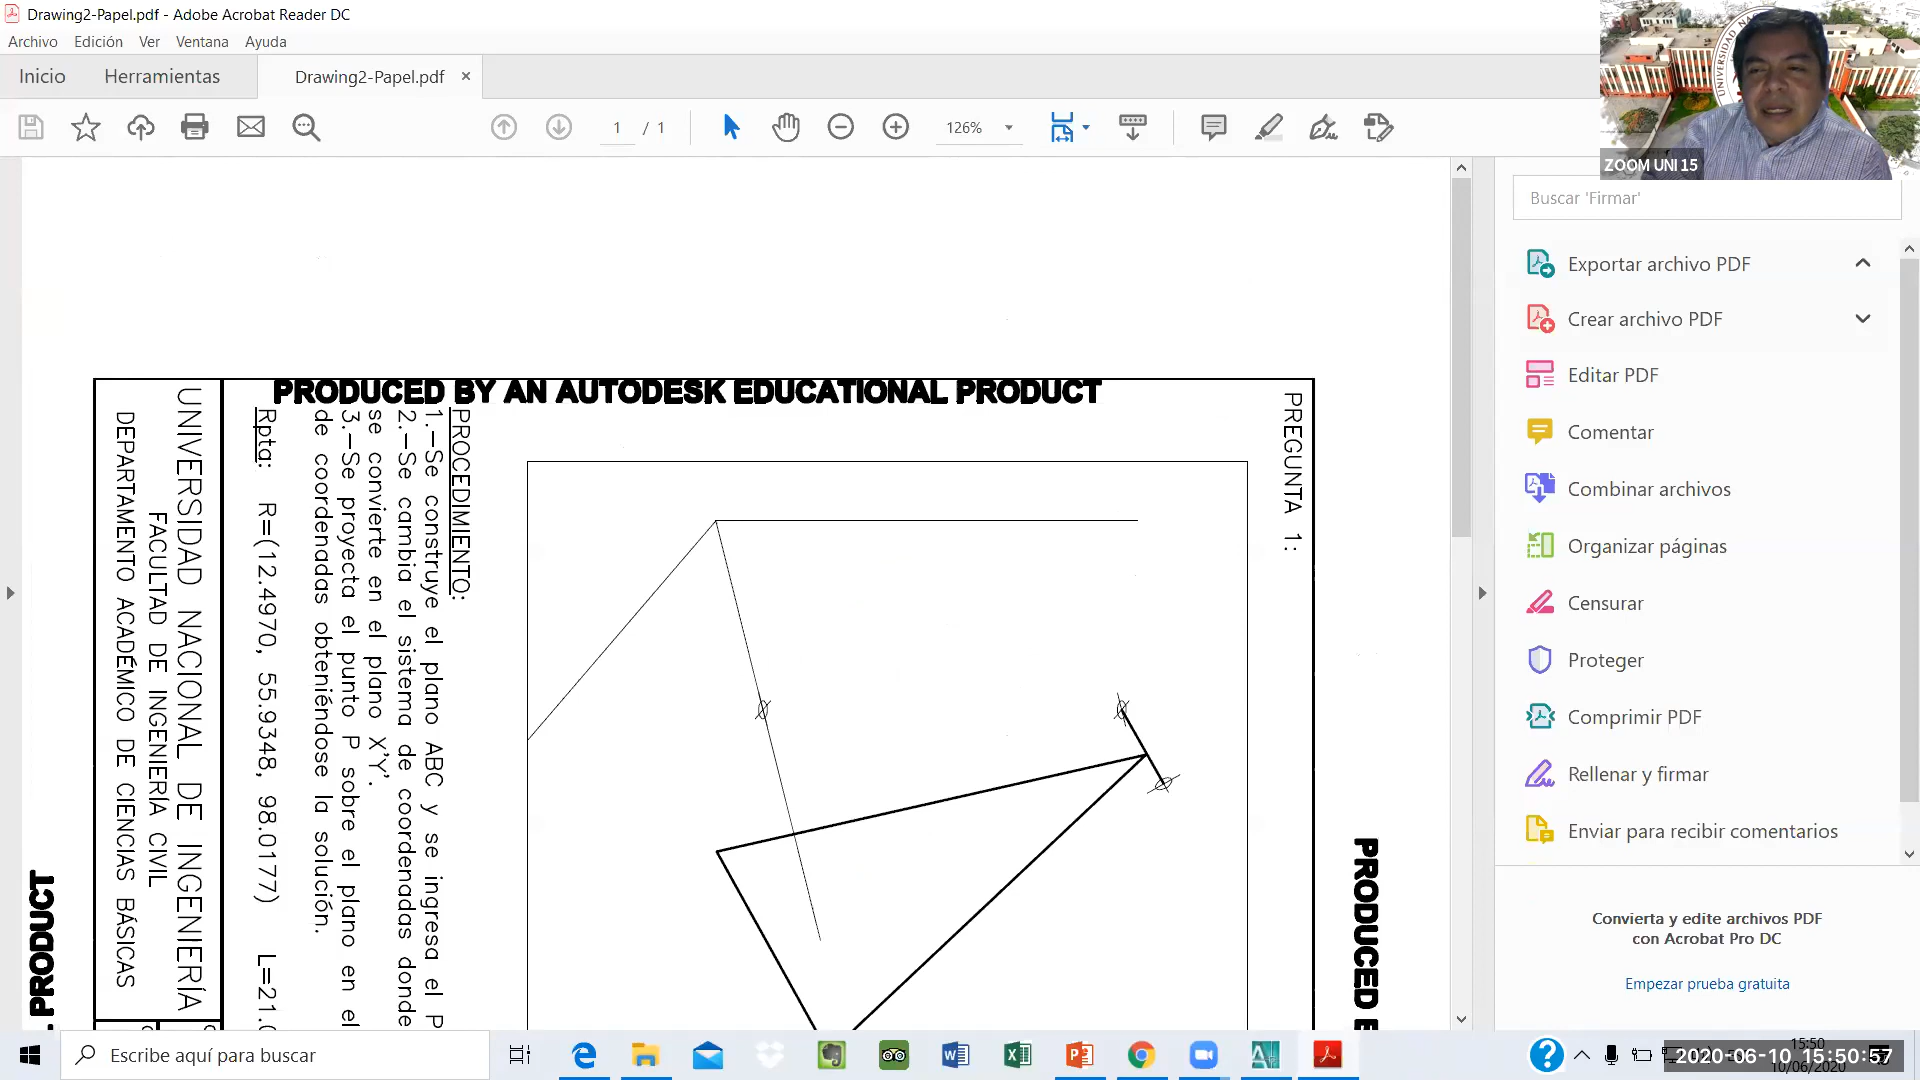 Drawing2-Papel.pdf - Adobe Acrobat Reader DC
Archivo Edición Ver Ventana Ayuda
Inicio Herramientas Drawing2-Papel.pdf ×
1 / 1 126%
ZOOM UNI 15
Buscar 'Firmar'
Exportar archivo PDF
Crear archivo PDF
Editar PDF
Comentar
Combinar archivos
Organizar páginas
Censurar
Proteger
Comprimir PDF
Rellenar y firmar
Enviar para recibir comentarios
Convierta y edite archivos PDF
con Acrobat Pro DC
Empezar prueba gratuita
PRODUCED BY AN AUTODESK EDUCATIONAL PRODUCT
PREGUNTA 1:
PROCEDIMIENTO:
1.-Se construye el plano ABC y se ingresa el P
2.-Se cambia el sistema de coordenadas donde
se convierte en el plano X'Y'.
3.-Se proyecta el punto P sobre el plano en el
de coordenadas obteniéndose la solución.
Rpta: R=(12.4970, 55.9348, 98.0177) L=21.
UNIVERSIDAD NACIONAL DE INGENIERÍA
FACULTAD DE INGENIERÍA CIVIL
DEPARTAMENTO ACADÉMICO DE CIENCIAS BÁSICAS
PRODUCT
PRODUCED
Escribe aquí para buscar
15:50
10/06/2020
2020-06-10 15:50:57